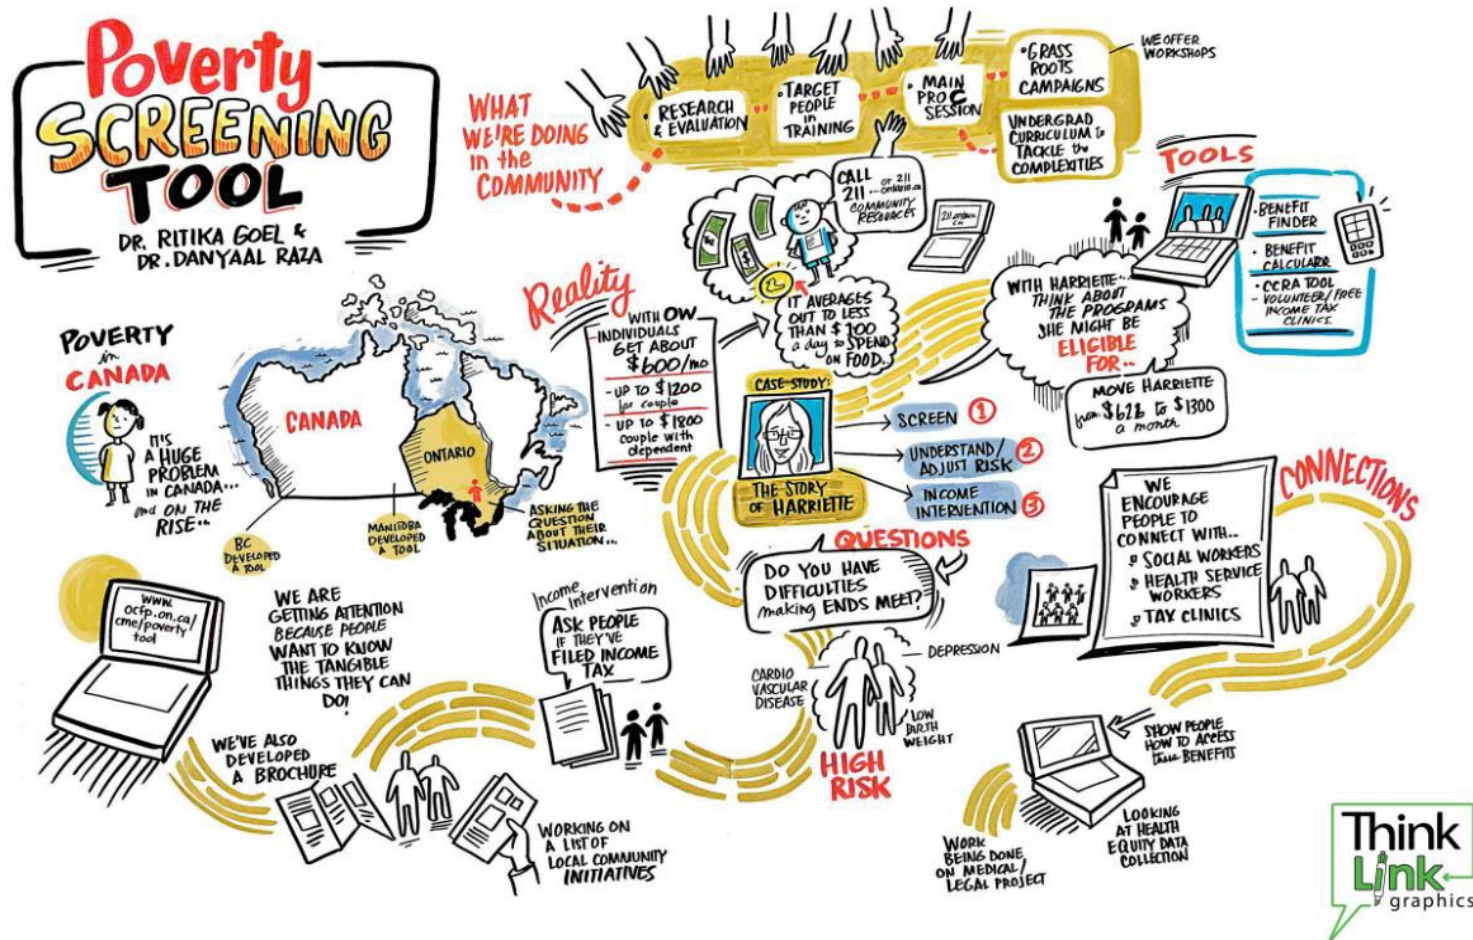 Poverty
SCREENING
TOOL
DR. RITIKA GOEL &
DR. DANYAAL RAZA
WHAT
WE'RE DOING
in the
COMMUNITY
• RESEARCH
& EVALUATION
• TARGET
PEOPLE
in
TRAINING
• MAIN
PRO C
SESSION
• GRASS
ROOTS
CAMPAIGNS
UNDERGRAD
CURRICULUM to
TACKLE the
COMPLEXITIES
WE OFFER
WORKSHOPS
CALL
211... or 211
ontario.ca
COMMUNITY
RESOURCES
TOOLS
• BENEFIT
FINDER
• BENEFIT
CALCULATR
• CCRA TOOL
- VOLUNTEER/FREE
INCOME TAX
CLINICS.
POVERTY
in
CANADA
IT'S
A HUGE
PROBLEM
IN CANADA...
and ON THE
RISE...
CANADA
ONTARIO
BC
DEVELOPED
A TOOL
MANITOBA
DEVELOPED
A TOOL
ASKING THE
QUESTION
ABOUT THEIR
SITUATION...
Reality
WITH OW
INDIVIDUALS
GET ABOUT
$600/mo
- UP TO $1200
for couple
- UP TO $1800
couple with
dependent
IT AVERAGES
OUT TO LESS
THAN $100
a day to SPEND
ON FOOD..
WITH HARRIETTE...
THINK ABOUT
THE PROGRAMS
SHE MIGHT BE
ELIGIBLE
FOR...
MOVE HARRIETTE
from $622 to $1300
a month
CASE STUDY:
THE STORY
OF HARRIETTE
SCREEN 1
UNDERSTAND/
ADJUST RISK 2
INCOME
INTERVENTION 3
QUESTIONS
DO YOU HAVE
DIFFICULTIES
making ENDS MEET?
CONNECTIONS
WE
ENCOURAGE
PEOPLE TO
CONNECT WITH...
SOCIAL WORKERS
HEALTH SERVICE
WORKERS
TAX CLINICS
WWW.
ocfp.on.ca/
cme/poverty
tool
WE ARE
GETTING ATTENTION
BECAUSE PEOPLE
WANT TO KNOW
THE TANGIBLE
THINGS THEY CAN
DO!
Income
Intervention
ASK PEOPLE
IF THEY'VE
FILED INCOME
TAX
CARDIO
VASCULAR
DISEASE
DEPRESSION
LOW
BIRTH
WEIGHT
HIGH
RISK
WE'VE ALSO
DEVELOPED
A BROCHURE
WORKING ON
A LIST OF
LOCAL COMMUNITY
INITIATIVES
SHOW PEOPLE
HOW TO ACCESS
these BENEFITS
LOOKING
AT HEALTH
EQUITY DATA
COLLECTION
WORK
BEING DONE
ON MEDICAL/
LEGAL PROJECT
Think
Link
graphics